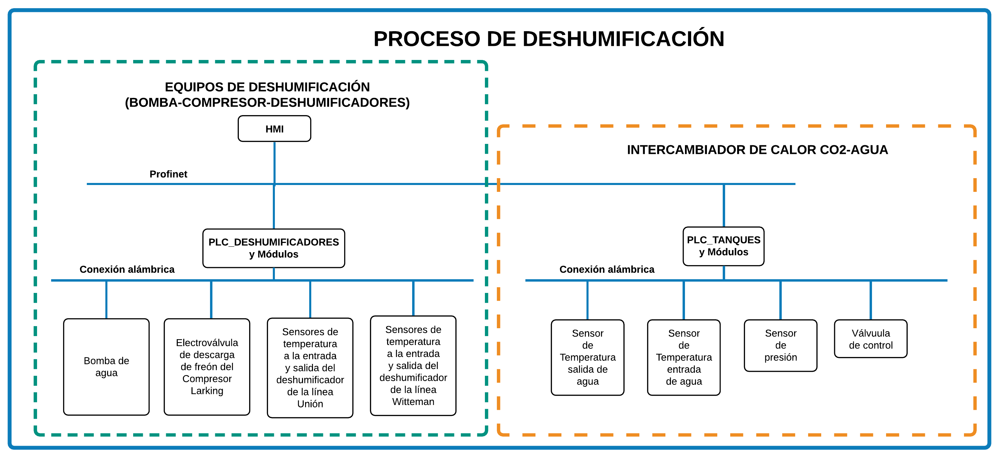 PROCESO DE DESHUMIFICACIÓN
EQUIPOS DE DESHUMIFICACIÓN
(BOMBA-COMPRESOR-DESHUMIFICADORES)
HMI
Profinet
PLC_DESHUMIFICADORES
y Módulos
Conexión alámbrica
Bomba de
agua
Electroválvula
de descarga
de freón del
Compresor
Larking
Sensores de
temperatura
a la entrada
y salida del
deshumificador
de la línea
Unión
Sensores de
temperatura
a la entrada
y salida del
deshumificador
de la línea
Witteman
INTERCAMBIADOR DE CALOR CO2-AGUA
PLC_TANQUES
y Módulos
Conexión alámbrica
Sensor
de
Temperatura
salida de
agua
Sensor
de
Temperatura
entrada
de agua
Sensor
de
presión
Válvuula
de control